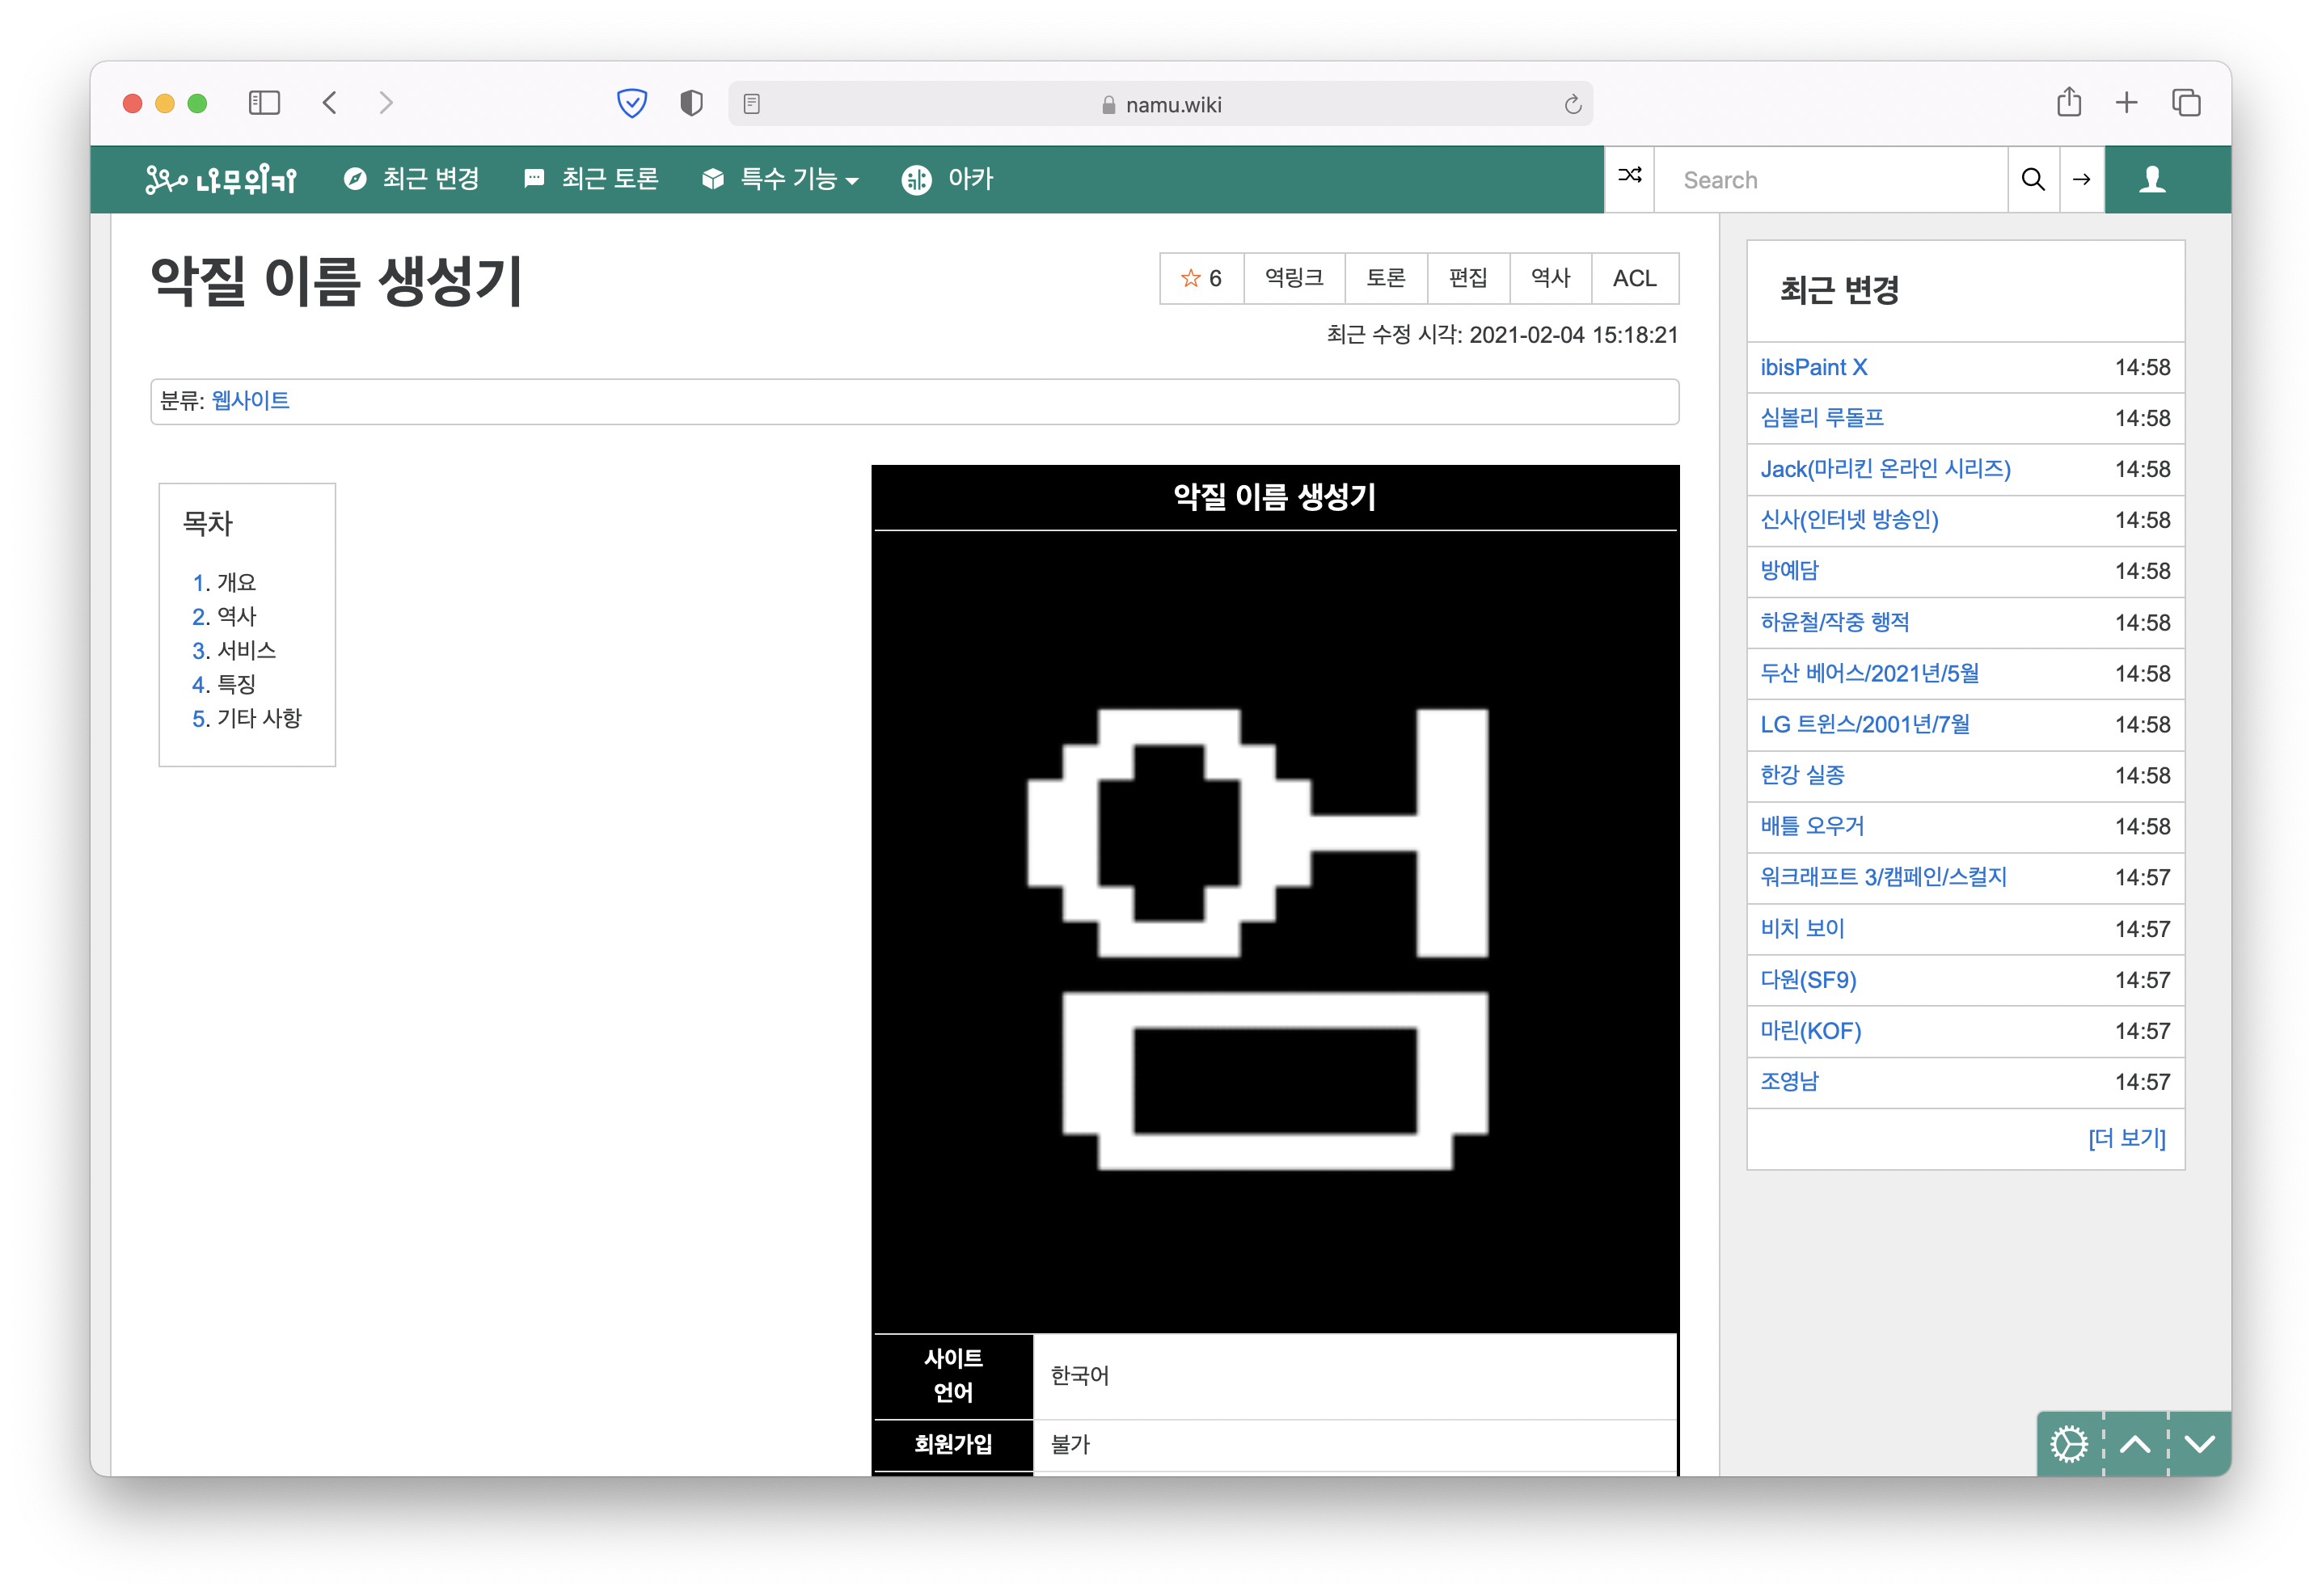 namu.wiki
나무위키 최근 변경 최근 토론 특수 기능 아카 Search
악질 이름 생성기
☆ 6 역링크 토론 편집 역사 ACL
최근 수정 시각: 2021-02-04 15:18:21
분류: 웹사이트
목차
1. 개요
2. 역사
3. 서비스
4. 특징
5. 기타 사항
악질 이름 생성기
엄
사이트
언어
한국어
회원가입 불가
최근 변경
ibisPaint X 14:58
심볼리 루돌프 14:58
Jack(마리킨 온라인 시리즈) 14:58
신사(인터넷 방송인) 14:58
방예담 14:58
하윤철/작중 행적 14:58
두산 베어스/2021년/5월 14:58
LG 트윈스/2001년/7월 14:58
한강 실종 14:58
배틀 오우거 14:58
워크래프트 3/캠페인/스컬지 14:57
비치 보이 14:57
다원(SF9) 14:57
마린(KOF) 14:57
조영남 14:57
[더 보기]